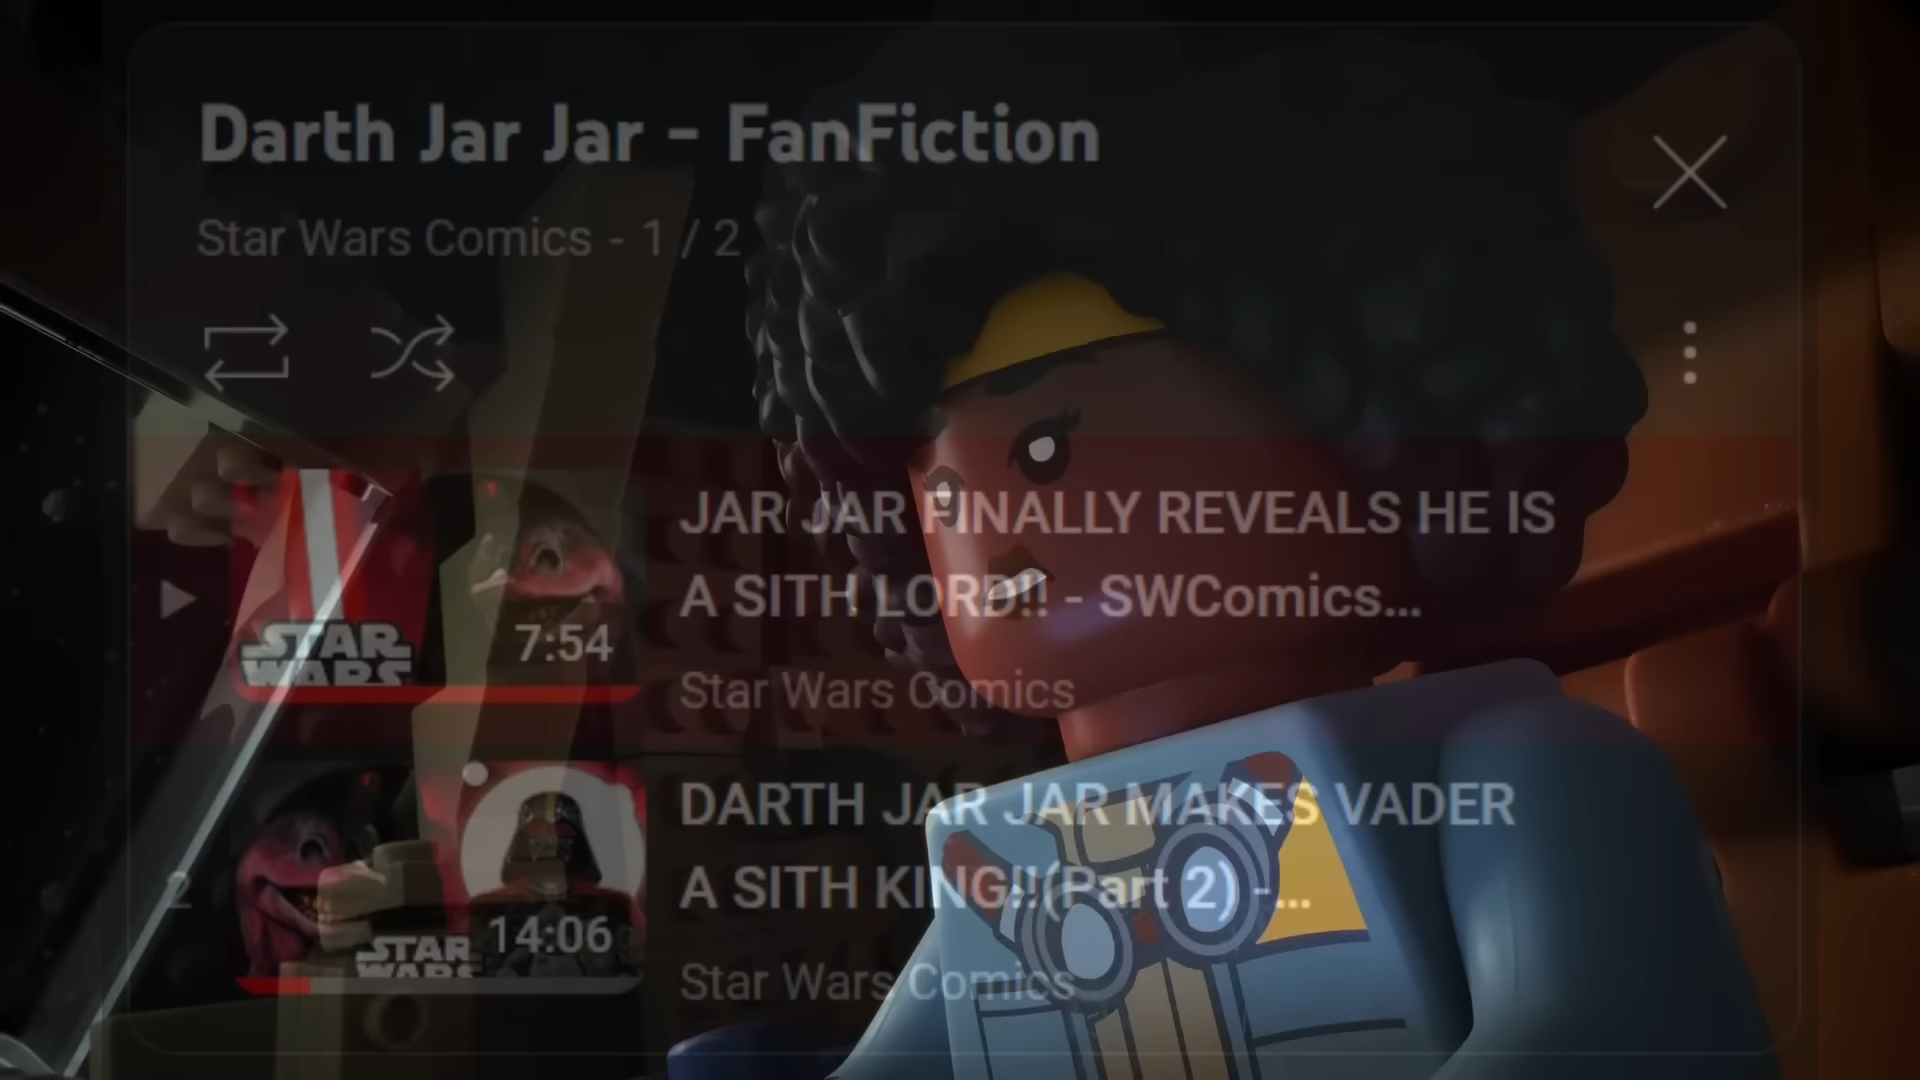 Darth Jar Jar - FanFiction
Star Wars Comics - 1 / 2
JAR JAR FINALLY REVEALS HE IS
A SITH LORD!! - SWComics...
STAR
WARS
7:54
Star Wars Comics
DARTH JAR JAR MAKES VADER
A SITH KING!!(Part 2) -...
2
STAR
WARS
14:06
Star Wars Comics